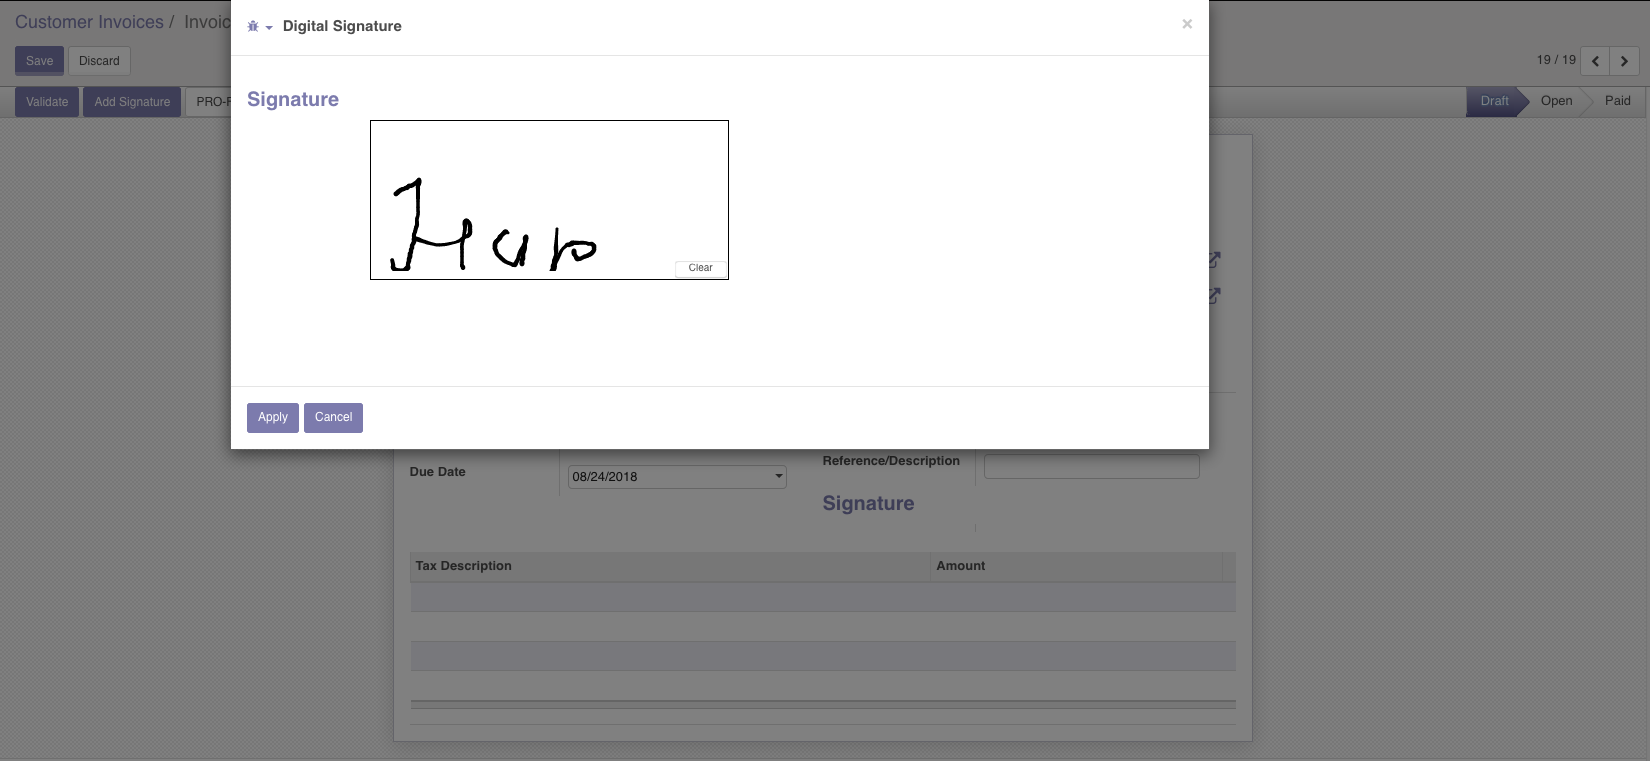 Customer Invoices / Invoic
Digital Signature
×
Save Discard
19 / 19
Validate Add Signature PRO-F
Draft Open Paid
Signature
Clear
Apply Cancel
Due Date
08/24/2018
Reference/Description
Signature
Tax Description Amount